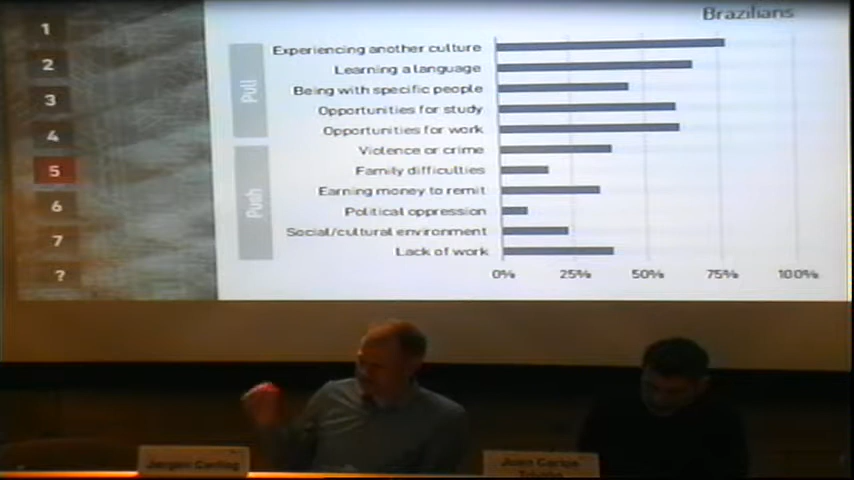 Brazilians
1
2
3
4
5
6
7
?
Pull
Experiencing another culture
Learning a language
Being with specific people
Opportunities for study
Opportunities for work
Push
Violence or crime
Family difficulties
Earning money to remit
Political oppression
Social/cultural environment
Lack of work
0% 25% 50% 75% 100%
Jørgen Carling
Juan Carlos